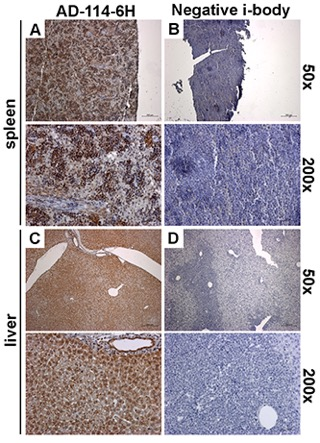 AD-114-6H Negative i-body
A B
spleen
50x
200x
C D
liver
50x
200x